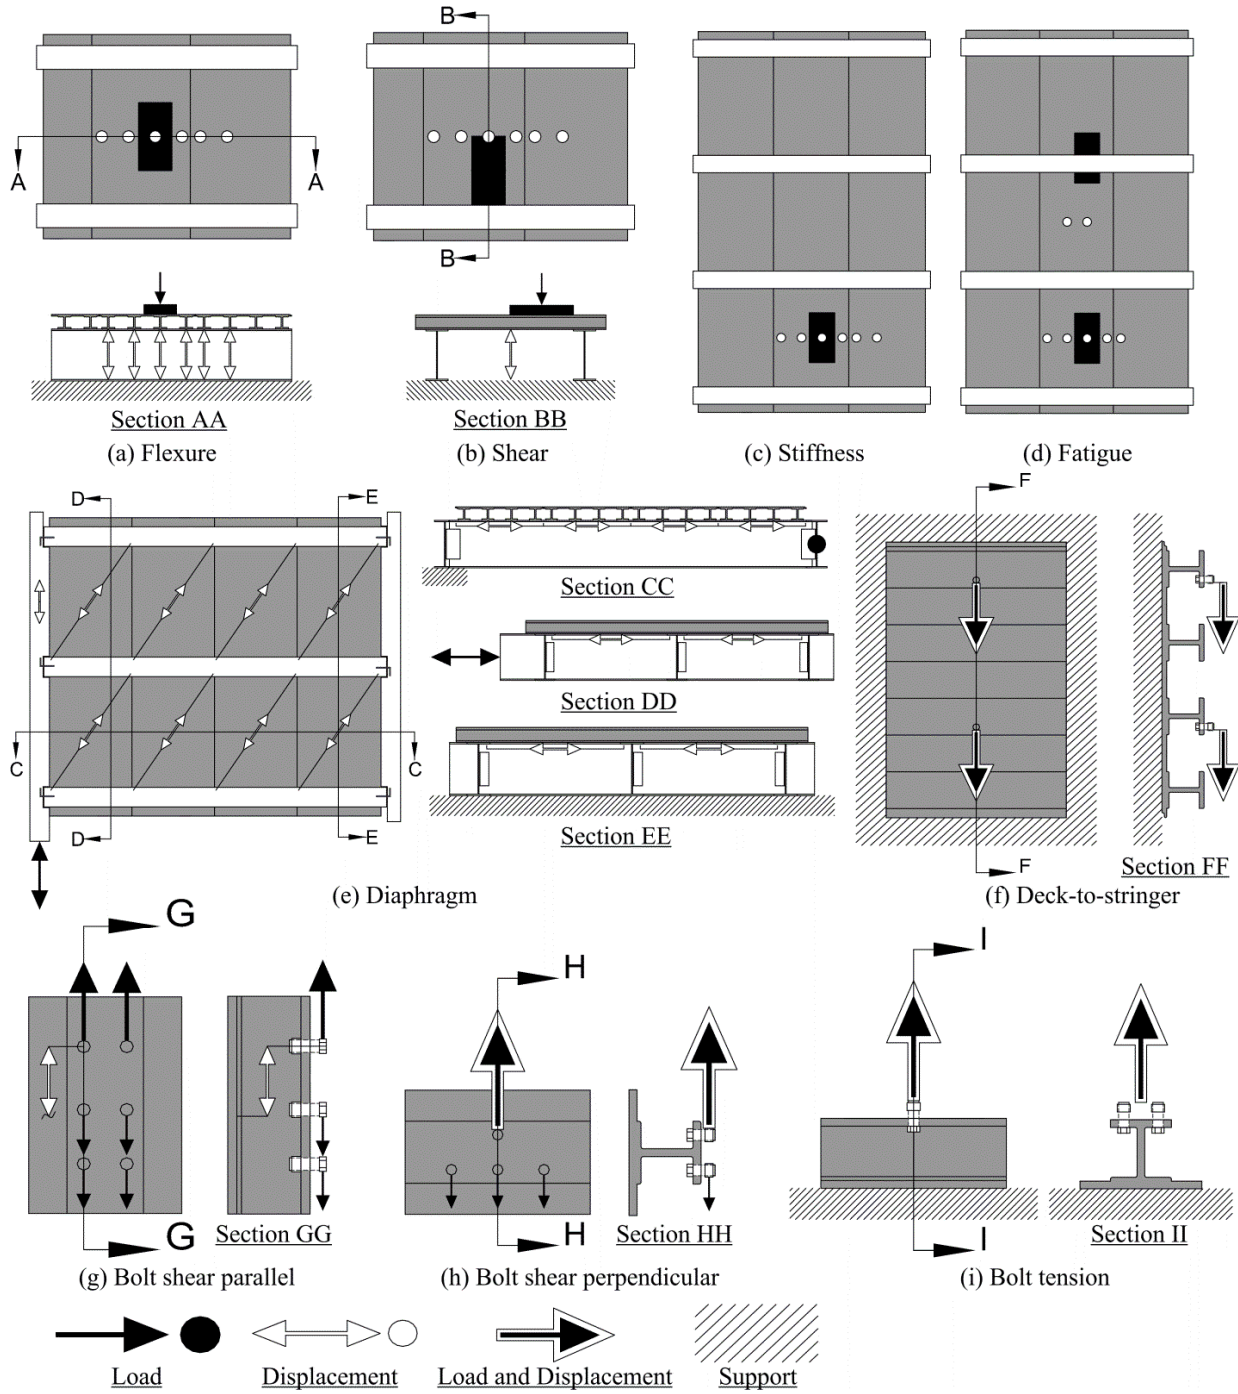 B
A A
B
Section AA Section BB
(a) Flexure (b) Shear (c) Stiffness (d) Fatigue
D E
C C
D E
Section CC
Section DD
Section EE
F
F
Section FF
(e) Diaphragm (f) Deck-to-stringer
G
G
Section GG
H
H
Section HH
I
I
Section II
(g) Bolt shear parallel (h) Bolt shear perpendicular (i) Bolt tension
Load Displacement Load and Displacement Support